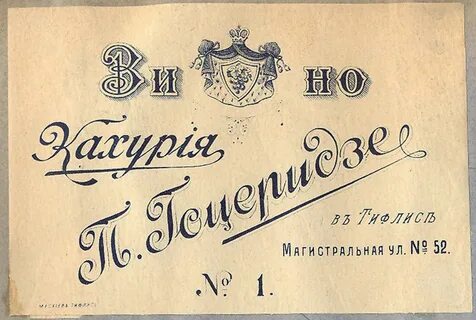 Вино
Кахурія
П. Гоцеридзе
въ Тифлисѣ
Магистральная ул. № 52.
№ 1.